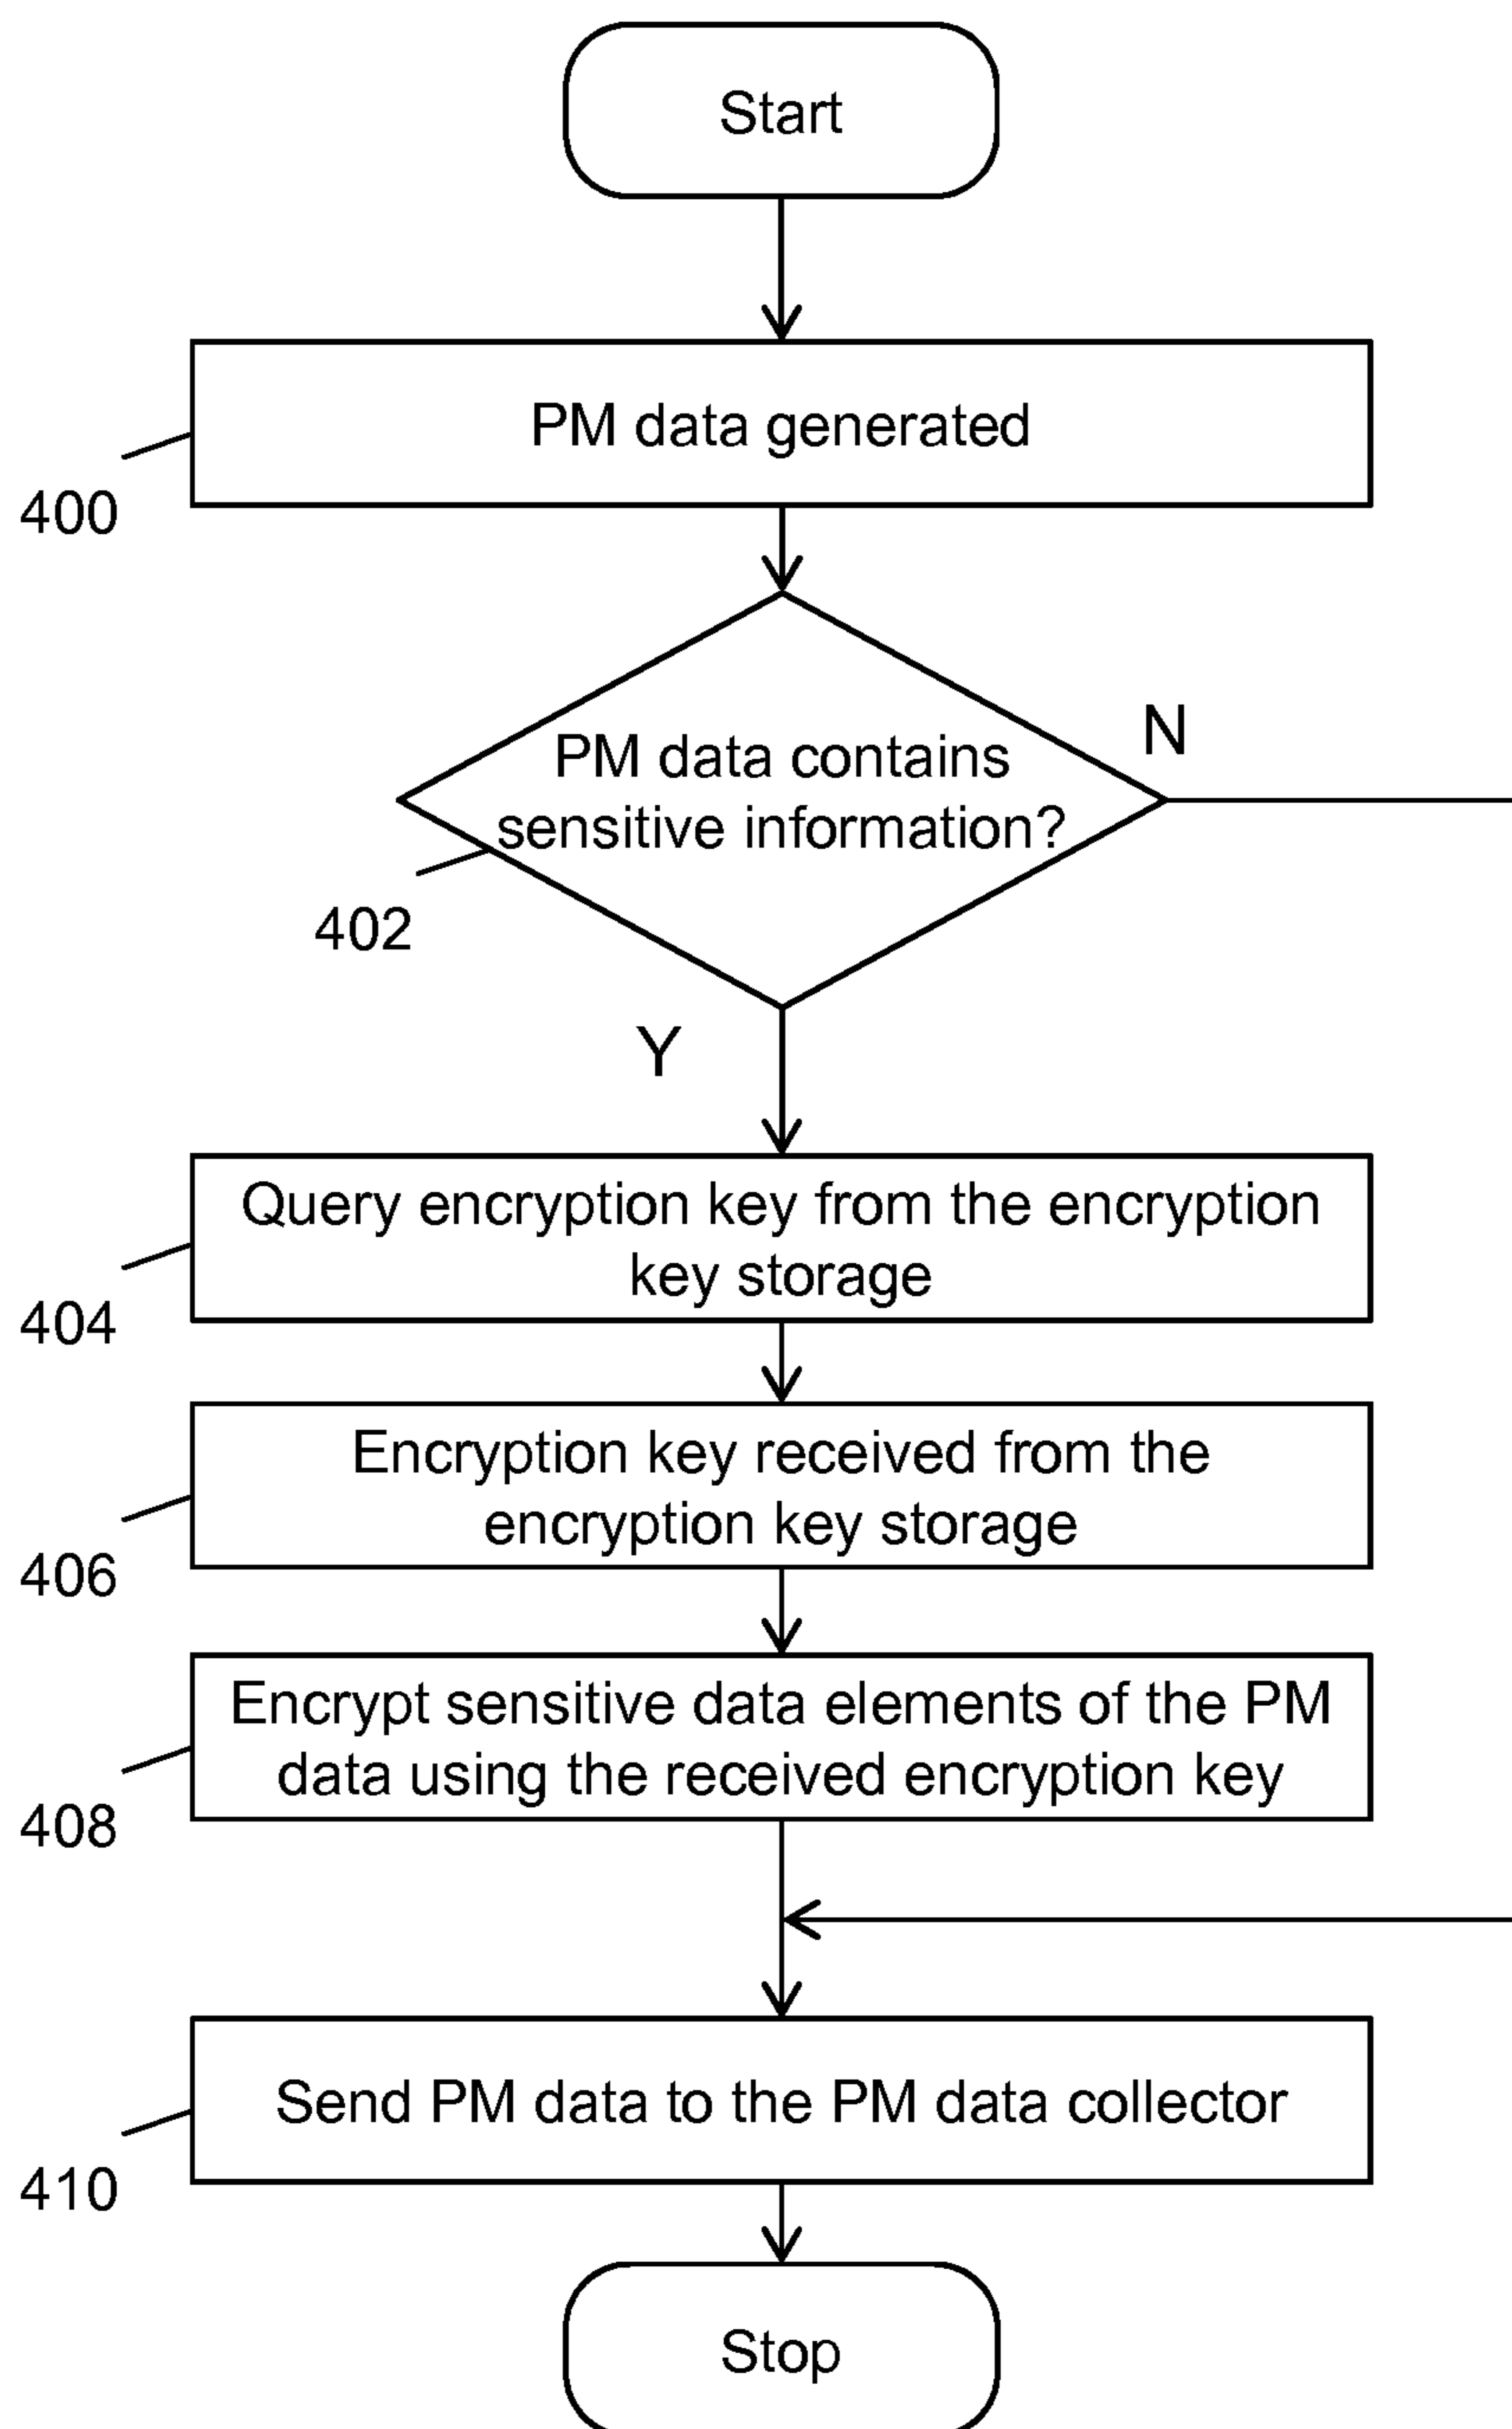 Start
PM data generated
400
N
PM data contains
sensitive information?
402
Y
Query encryption key from the encryption
key storage
404
Encryption key received from the
encryption key storage
406
Encrypt sensitive data elements of the PM
data using the received encryption key
408
Send PM data to the PM data collector
410
Stop